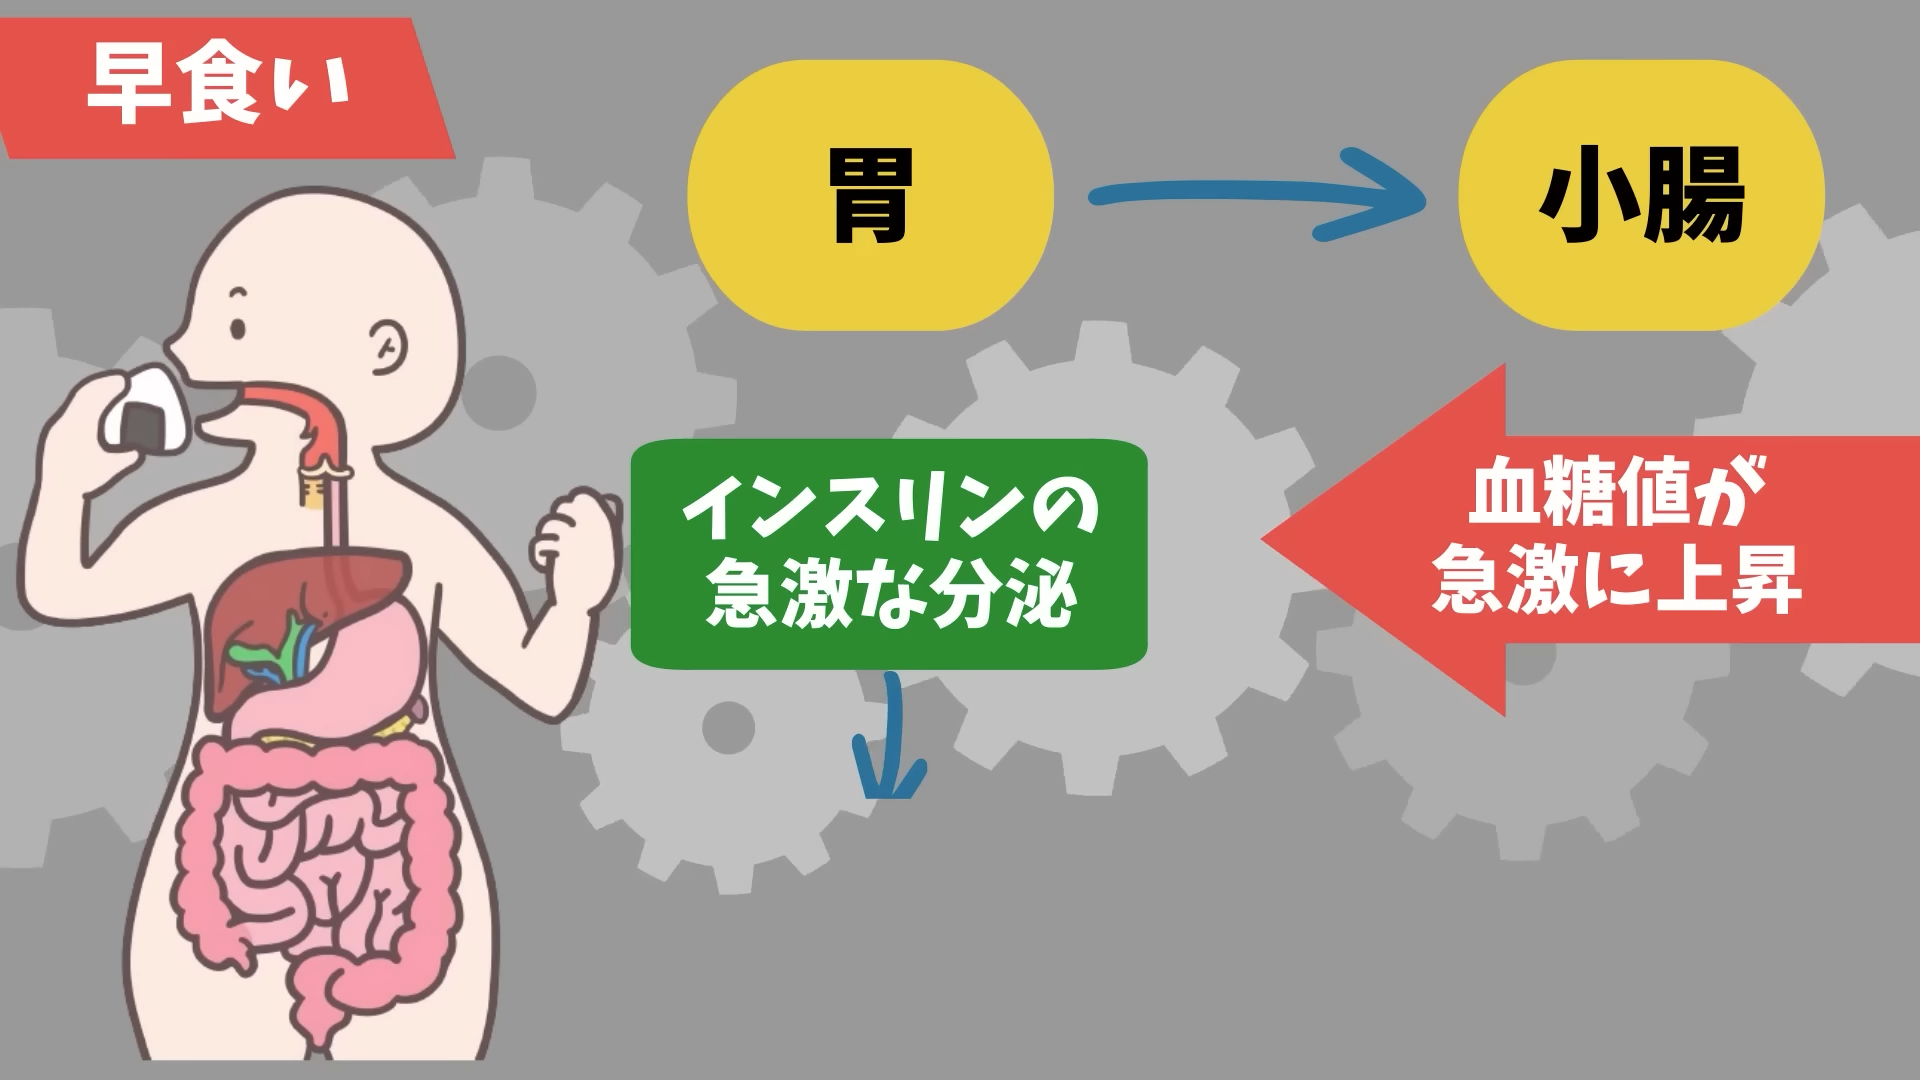 早食い
胃
小腸
血糖値が
急激に上昇
インスリンの
急激な分泌